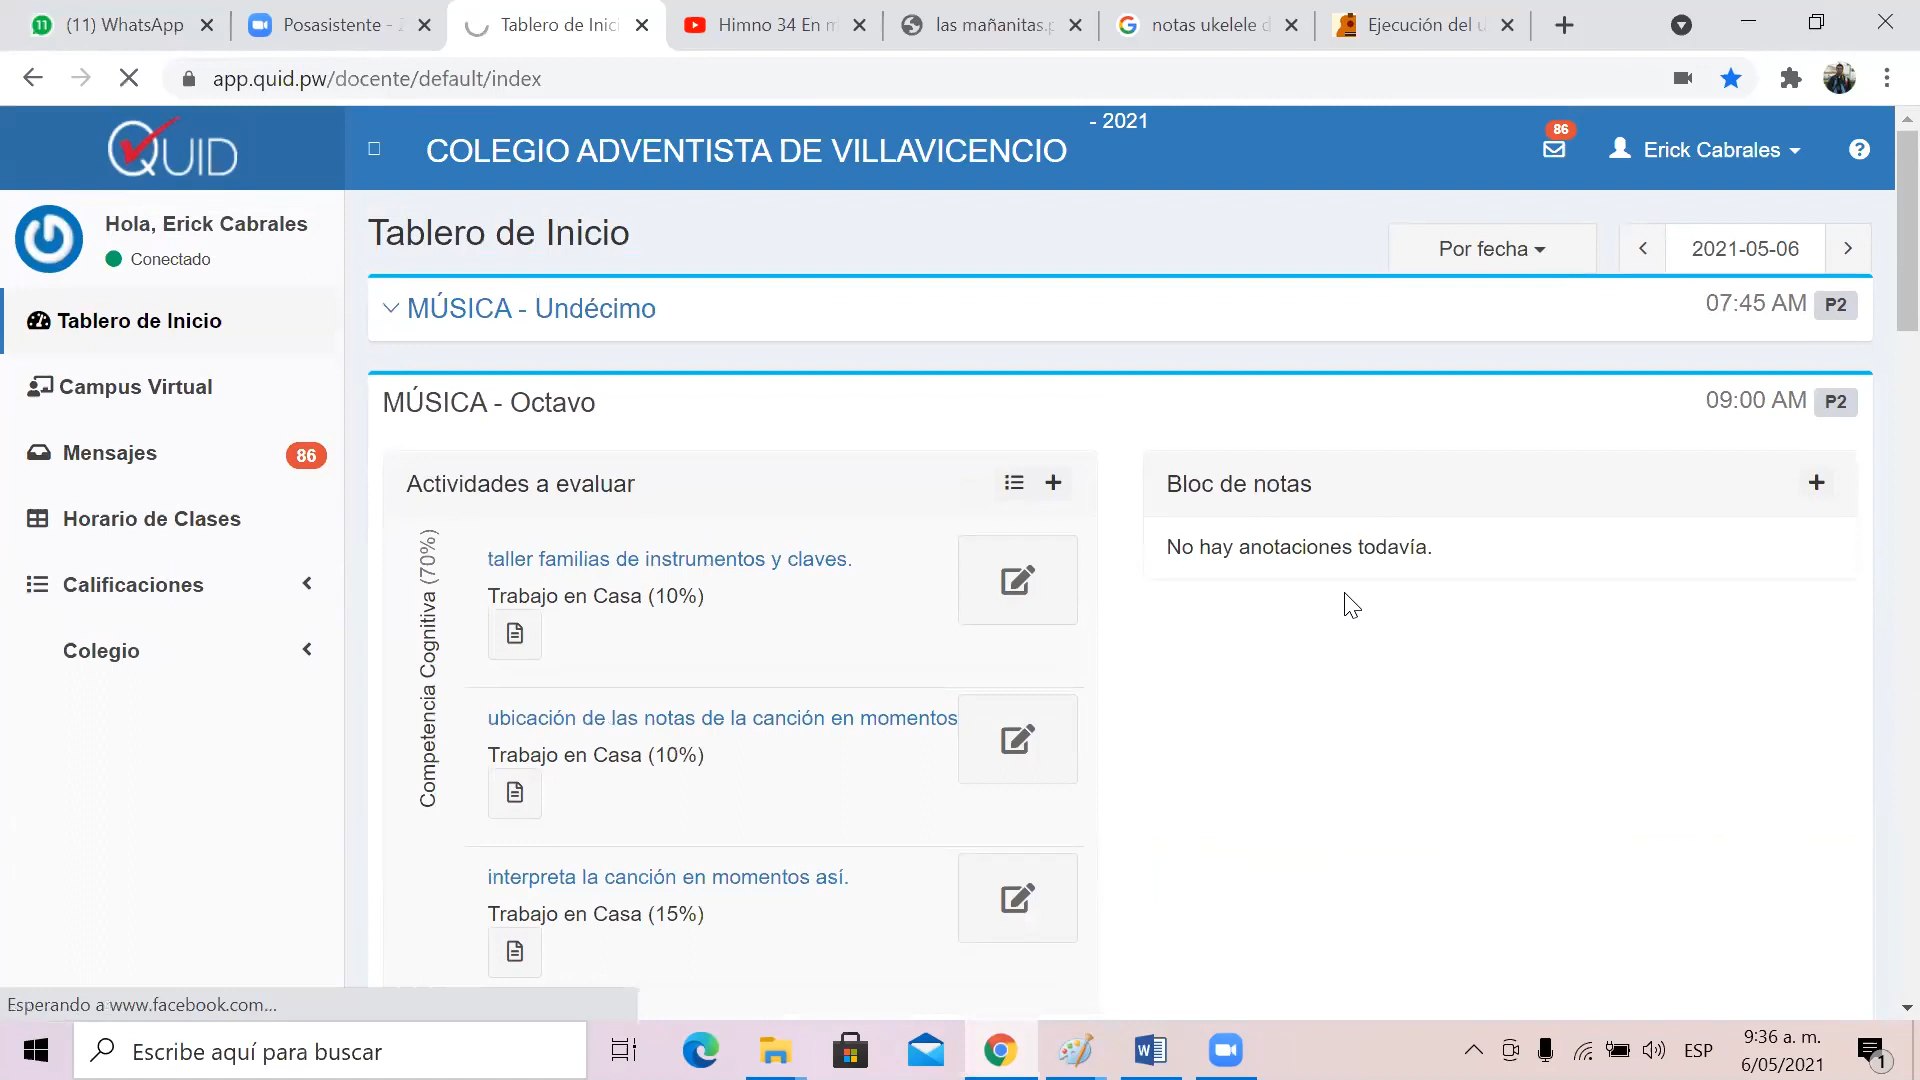 (11) WhatsApp
Posasistente - Z
Tablero de Inici
Himno 34 En m
las mañanitas.p
notas ukelele d
Ejecución del u
app.quid.pw/docente/default/index
QUID
COLEGIO ADVENTISTA DE VILLAVICENCIO
- 2021
86
Erick Cabrales
Hola, Erick Cabrales
Conectado
Tablero de Inicio
Campus Virtual
Mensajes
86
Horario de Clases
Calificaciones
Colegio
Tablero de Inicio
Por fecha
2021-05-06
MÚSICA - Undécimo
07:45 AM P2
MÚSICA - Octavo
09:00 AM P2
Actividades a evaluar
Competencia Cognitiva (70%)
taller familias de instrumentos y claves.
Trabajo en Casa (10%)
ubicación de las notas de la canción en momentos
Trabajo en Casa (10%)
interpreta la canción en momentos así.
Trabajo en Casa (15%)
Bloc de notas
No hay anotaciones todavía.
Esperando a www.facebook.com...
Escribe aquí para buscar
ESP
9:36 a. m.
6/05/2021
1